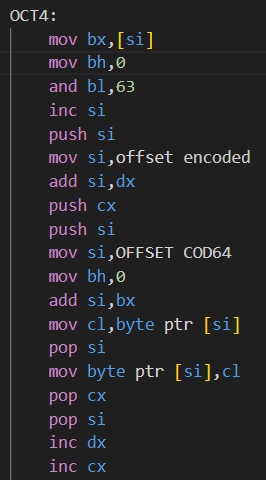 OCT4:
mov bx,[si]
mov bh,0
and bl,63
inc si
push si
mov si,offset encoded
add si,dx
push cx
push si
mov si,OFFSET COD64
mov bh,0
add si,bx
mov cl,byte ptr [si]
pop si
mov byte ptr [si],cl
pop cx
pop si
inc dx
inc cx